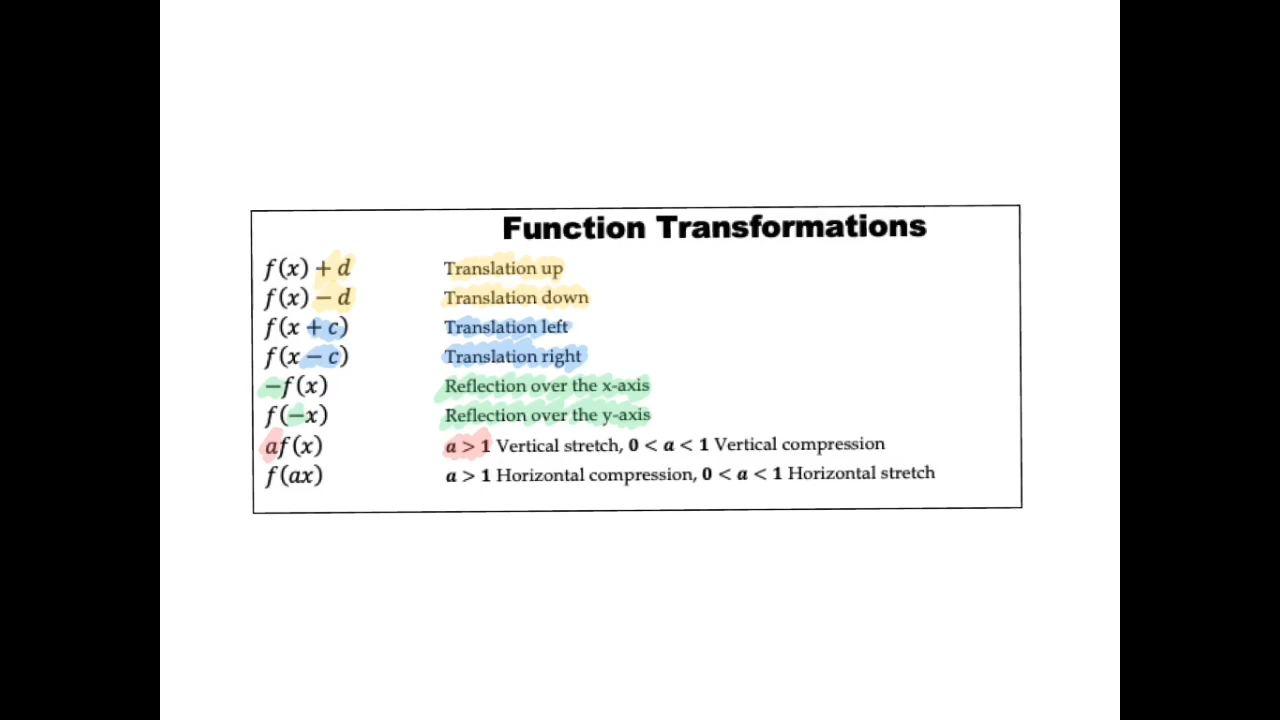 Function Transformations
f(x) + d Translation up
f(x) − d Translation down
f(x + c) Translation left
f(x − c) Translation right
−f(x) Reflection over the x-axis
f(−x) Reflection over the y-axis
af(x) a > 1 Vertical stretch, 0 < a < 1 Vertical compression
f(ax) a > 1 Horizontal compression, 0 < a < 1 Horizontal stretch